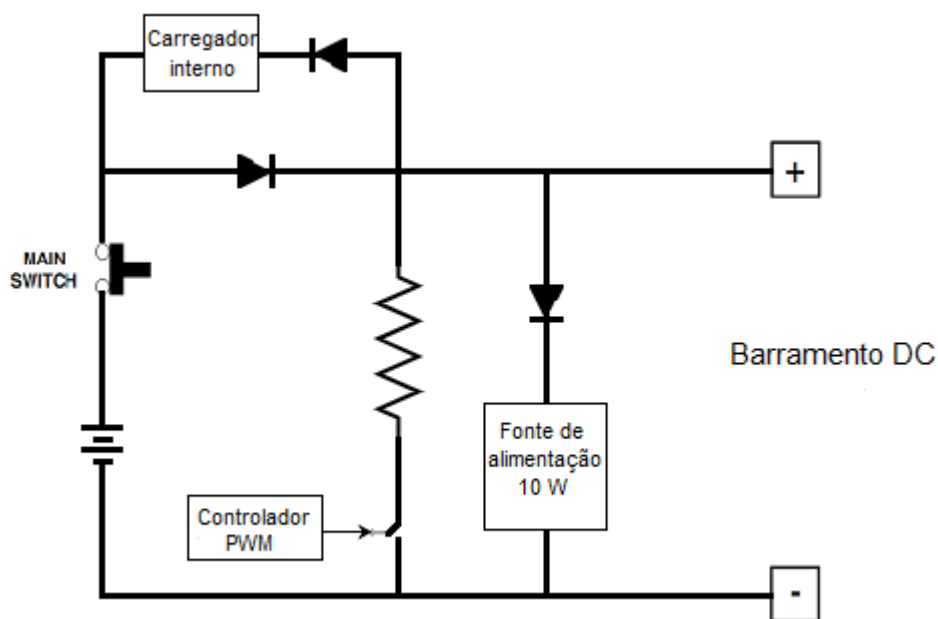 Carregador
interno
+
MAIN
SWITCH
Barramento DC
Fonte de
alimentação
10 W
Controlador
PWM
-